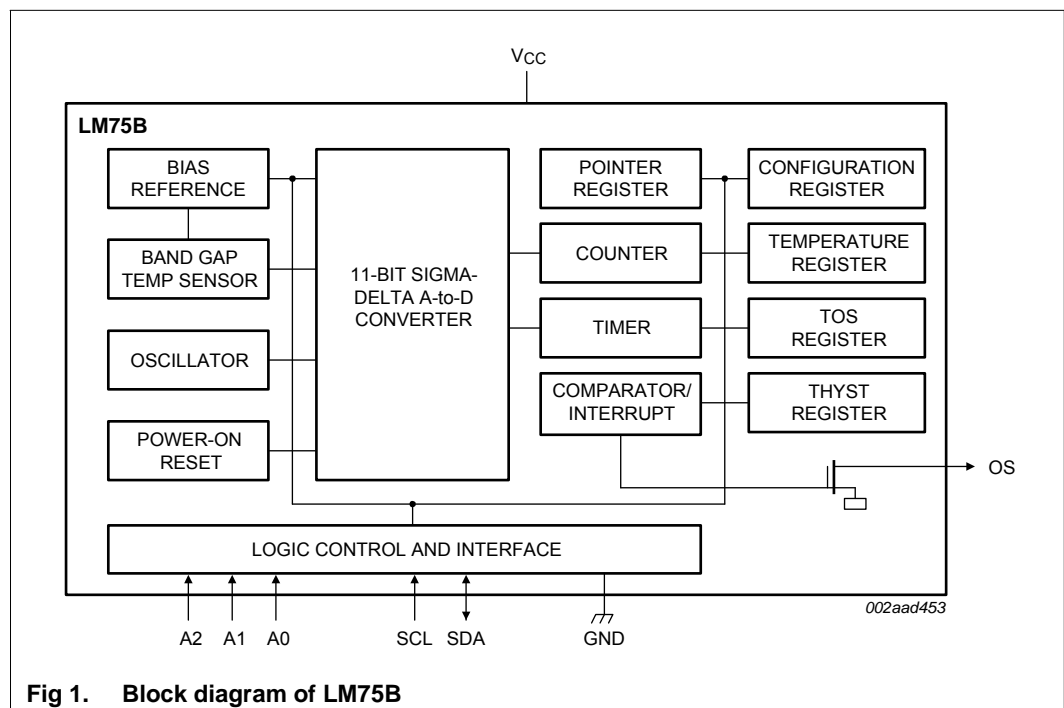 VCC
LM75B
BIAS
REFERENCE
BAND GAP
TEMP SENSOR
OSCILLATOR
POWER-ON
RESET
11-BIT SIGMA-
DELTA A-to-D
CONVERTER
POINTER
REGISTER
CONFIGURATION
REGISTER
COUNTER
TEMPERATURE
REGISTER
TIMER
TOS
REGISTER
COMPARATOR/
INTERRUPT
THYST
REGISTER
OS
LOGIC CONTROL AND INTERFACE
002aad453
A2 A1 A0 SCL SDA GND
Fig 1. Block diagram of LM75B